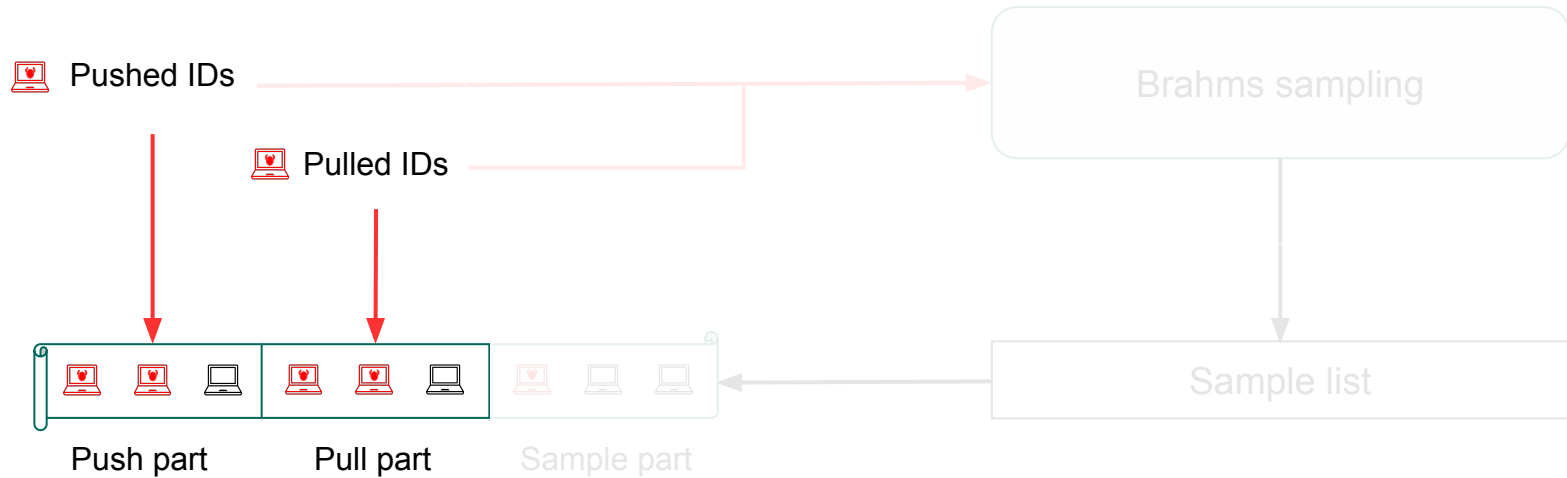 Pushed IDs
Brahms sampling
Pulled IDs
Sample list
Push part
Pull part
Sample part